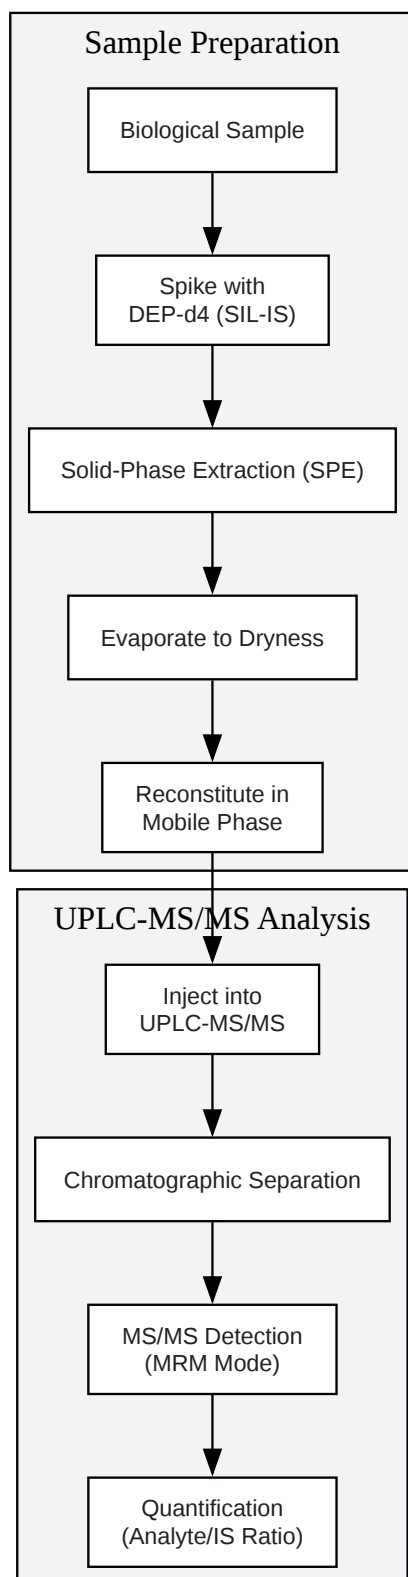 Sample Preparation
Biological Sample
Spike with
DEP-d4 (SIL-IS)
Solid-Phase Extraction (SPE)
Evaporate to Dryness
Reconstitute in
Mobile Phase
UPLC-MS/MS Analysis
Inject into
UPLC-MS/MS
Chromatographic Separation
MS/MS Detection
(MRM Mode)
Quantification
(Analyte/IS Ratio)